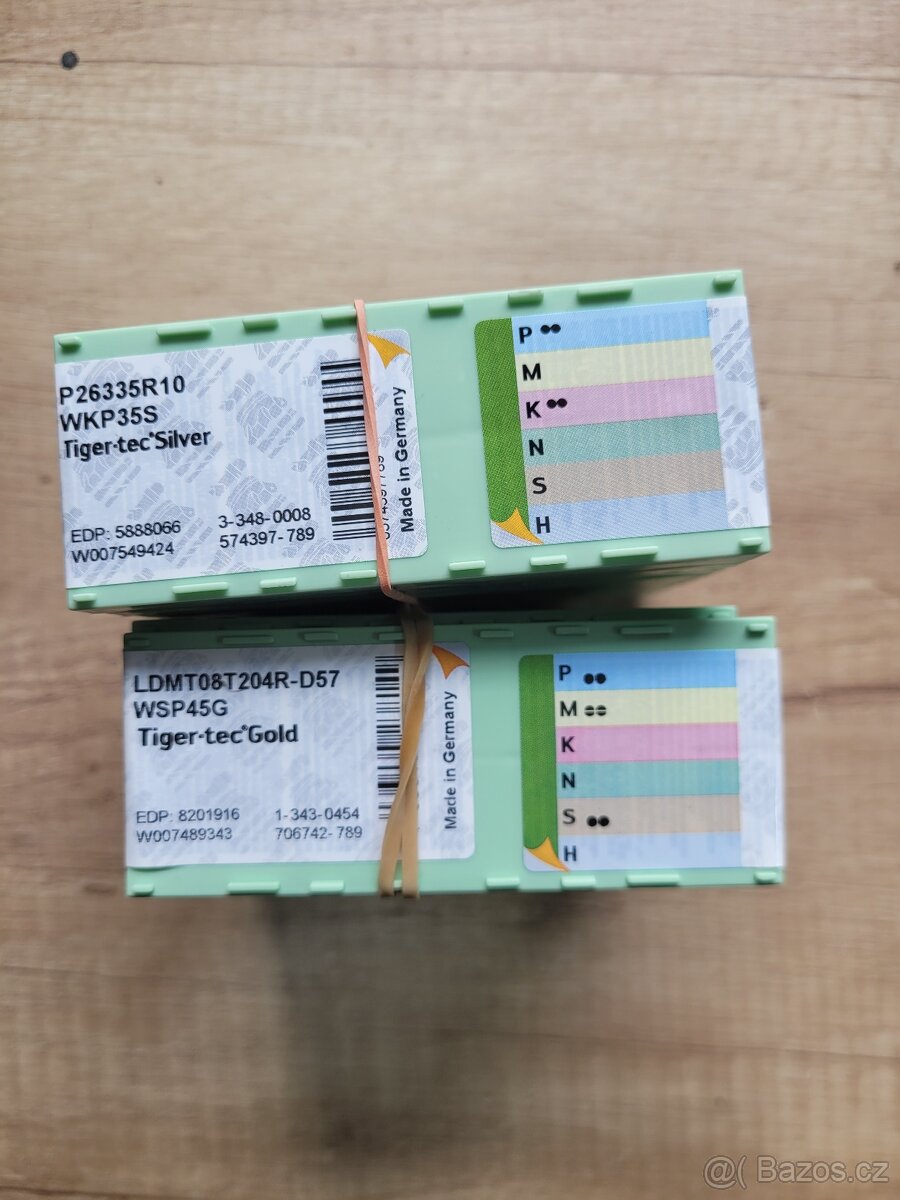 P26335R10
WKP35S
Tiger·tec®Silver
EDP: 5888066 3-348-0008
W007549424 574397-789
Made in Germany
P
M
K
N
S
H
LDMT08T204R-D57
WSP45G
Tiger·tec®Gold
EDP: 8201916 1-343-0454
W007489343 706742-789
Made in Germany
P
M
K
N
S
H
@( Bazos.cz